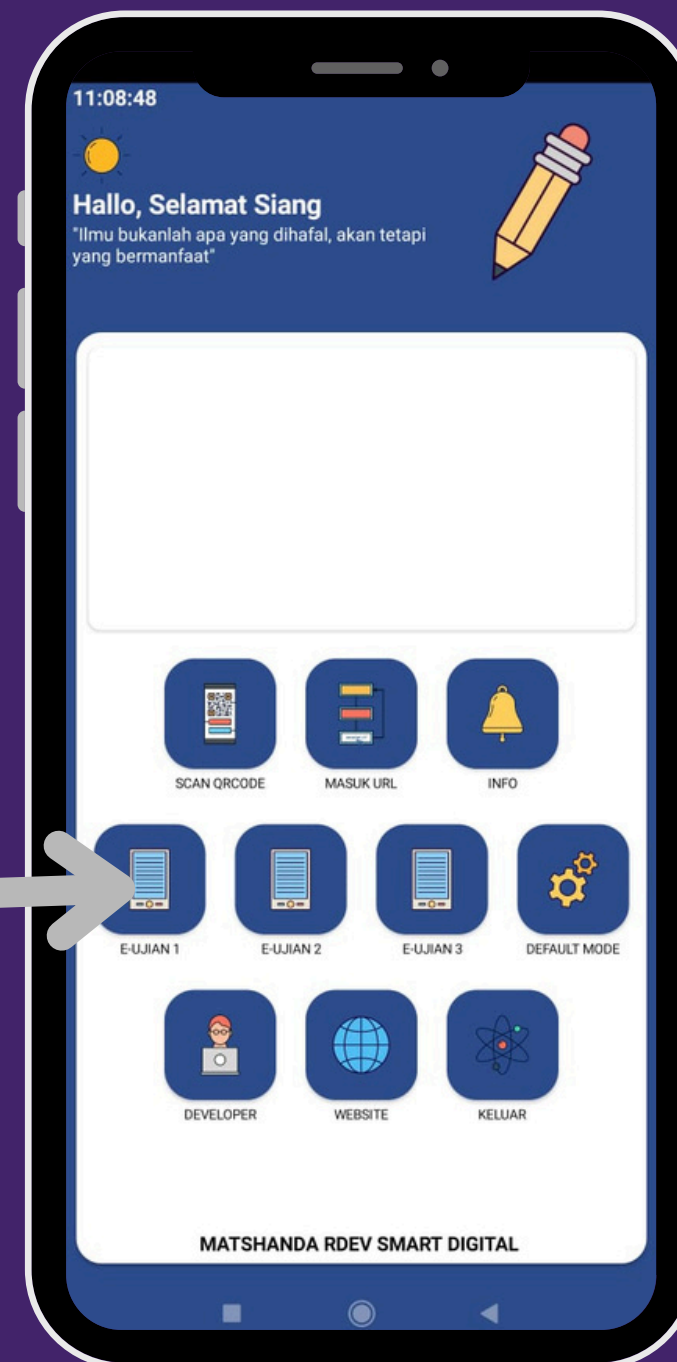 11:08:48
Hallo, Selamat Siang
"Ilmu bukanlah apa yang dihafal, akan tetapi
yang bermanfaat"
SCAN QRCODE MASUK URL INFO
E-UJIAN 1 E-UJIAN 2 E-UJIAN 3 DEFAULT MODE
DEVELOPER WEBSITE KELUAR
MATSHANDA RDEV SMART DIGITAL